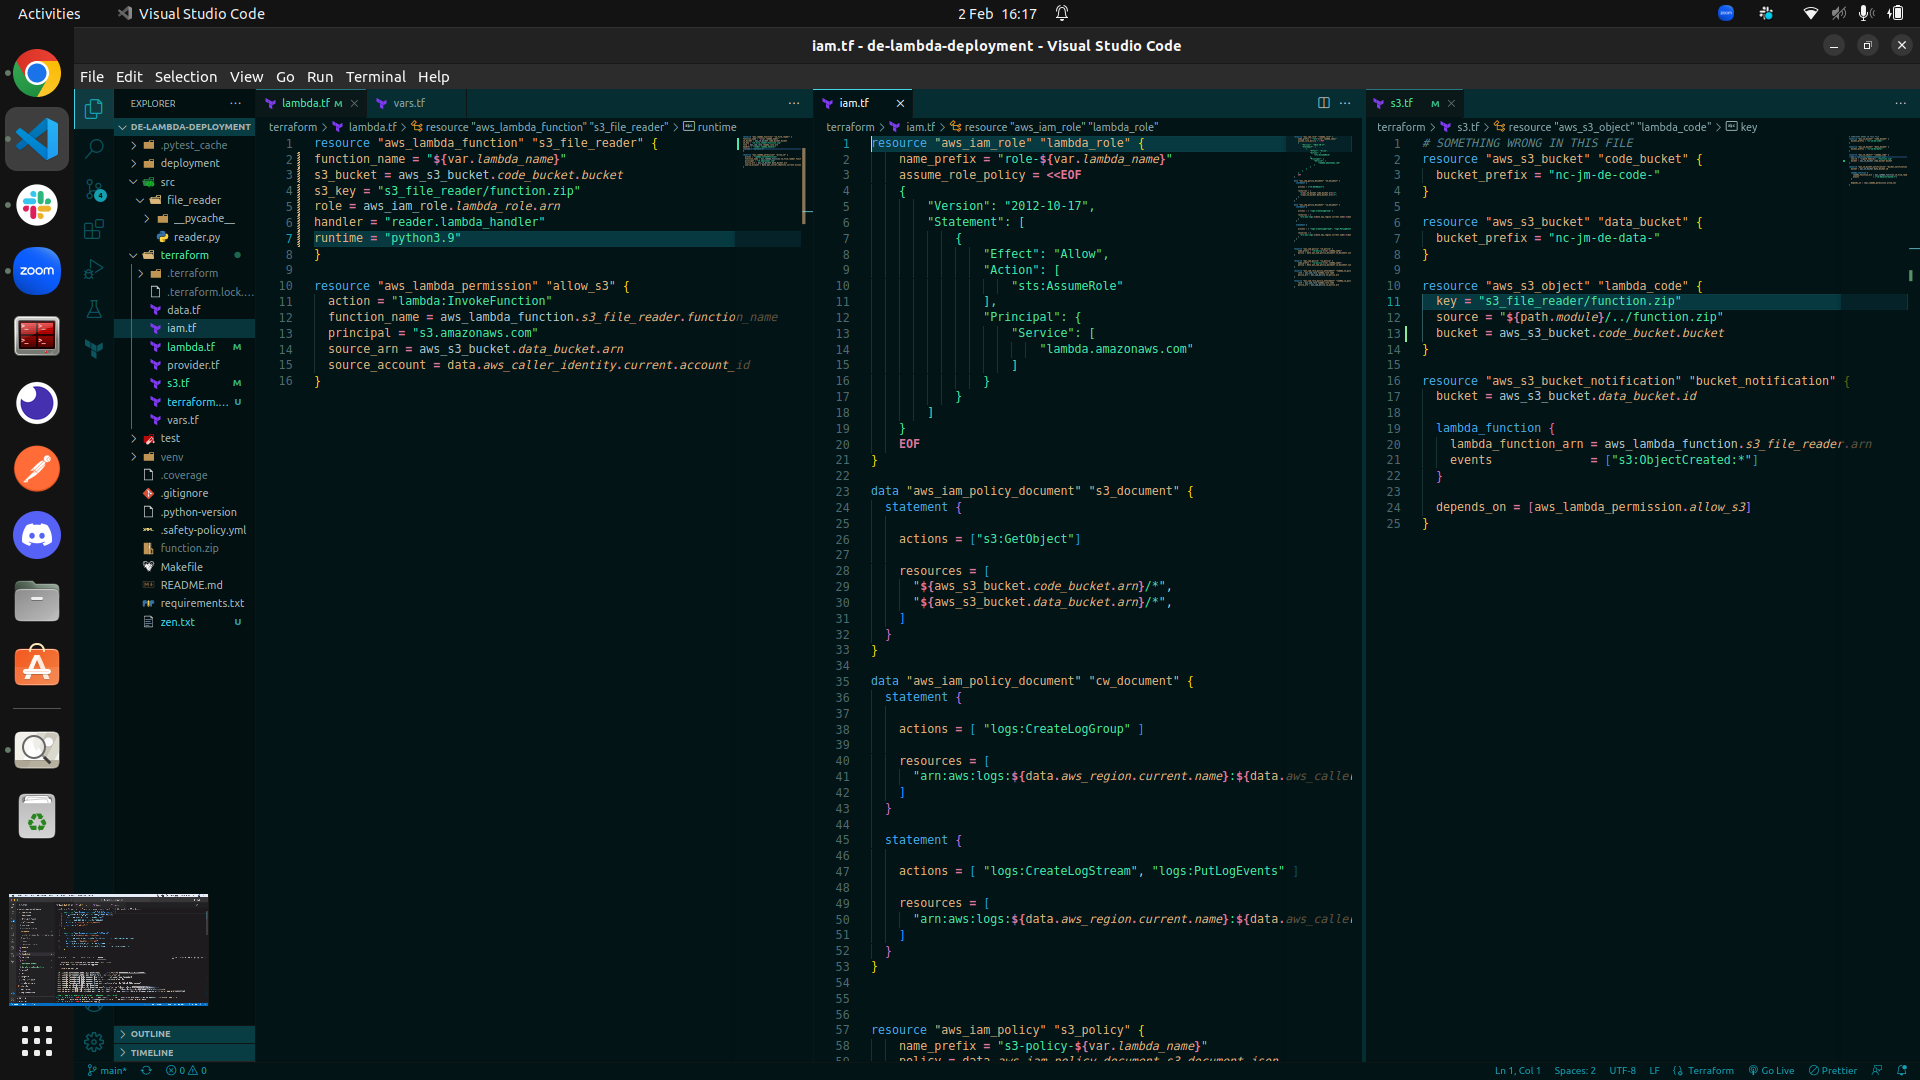 Activities
Visual Studio Code
2 Feb 16:17
iam.tf - de-lambda-deployment - Visual Studio Code
File Edit Selection View Go Run Terminal Help
EXPLORER
DE-LAMBDA-DEPLOYMENT
.pytest_cache
deployment
src
file_reader
__pycache__
reader.py
terraform
.terraform
.terraform.lock....
data.tf
iam.tf
lambda.tf M
provider.tf
s3.tf M
terraform.... U
vars.tf
test
venv
.coverage
.gitignore
.python-version
.safety-policy.yml
function.zip
Makefile
README.md
requirements.txt
zen.txt U
OUTLINE
TIMELINE
lambda.tf M
vars.tf
terraform > lambda.tf > resource "aws_lambda_function" "s3_file_reader" > runtime
1 resource "aws_lambda_function" "s3_file_reader" {
2 function_name = "${var.lambda_name}"
3 s3_bucket = aws_s3_bucket.code_bucket.bucket
4 s3_key = "s3_file_reader/function.zip"
5 role = aws_iam_role.lambda_role.arn
6 handler = "reader.lambda_handler"
7 runtime = "python3.9"
8 }
9
10 resource "aws_lambda_permission" "allow_s3" {
11 action = "lambda:InvokeFunction"
12 function_name = aws_lambda_function.s3_file_reader.function_name
13 principal = "s3.amazonaws.com"
14 source_arn = aws_s3_bucket.data_bucket.arn
15 source_account = data.aws_caller_identity.current.account_id
16 }
iam.tf
terraform > iam.tf > resource "aws_iam_role" "lambda_role"
1 resource "aws_iam_role" "lambda_role" {
2 name_prefix = "role-${var.lambda_name}"
3 assume_role_policy = <<EOF
4 {
5 "Version": "2012-10-17",
6 "Statement": [
7 {
8 "Effect": "Allow",
9 "Action": [
10 "sts:AssumeRole"
11 ],
12 "Principal": {
13 "Service": [
14 "lambda.amazonaws.com"
15 ]
16 }
17 }
18 ]
19 }
20 EOF
21 }
22
23 data "aws_iam_policy_document" "s3_document" {
24 statement {
25
26 actions = ["s3:GetObject"]
27
28 resources = [
29 "${aws_s3_bucket.code_bucket.arn}/*",
30 "${aws_s3_bucket.data_bucket.arn}/*",
31 ]
32 }
33 }
34
35 data "aws_iam_policy_document" "cw_document" {
36 statement {
37
38 actions = [ "logs:CreateLogGroup" ]
39
40 resources = [
41 "arn:aws:logs:${data.aws_region.current.name}:${data.aws_caller
42 ]
43 }
44
45 statement {
46
47 actions = [ "logs:CreateLogStream", "logs:PutLogEvents" ]
48
49 resources = [
50 "arn:aws:logs:${data.aws_region.current.name}:${data.aws_caller
51 ]
52 }
53 }
54
55
56
57 resource "aws_iam_policy" "s3_policy" {
58 name_prefix = "s3-policy-${var.lambda_name}"
59 policy = data.aws_iam_policy_document.s3_document.json
s3.tf M
terraform > s3.tf > resource "aws_s3_object" "lambda_code" > key
1 # SOMETHING WRONG IN THIS FILE
2 resource "aws_s3_bucket" "code_bucket" {
3 bucket_prefix = "nc-jm-de-code-"
4 }
5
6 resource "aws_s3_bucket" "data_bucket" {
7 bucket_prefix = "nc-jm-de-data-"
8 }
9
10 resource "aws_s3_object" "lambda_code" {
11 key = "s3_file_reader/function.zip"
12 source = "${path.module}/../function.zip"
13 bucket = aws_s3_bucket.code_bucket.bucket
14 }
15
16 resource "aws_s3_bucket_notification" "bucket_notification" {
17 bucket = aws_s3_bucket.data_bucket.id
18
19 lambda_function {
20 lambda_function_arn = aws_lambda_function.s3_file_reader.arn
21 events = ["s3:ObjectCreated:*"]
22 }
23
24 depends_on = [aws_lambda_permission.allow_s3]
25 }
zoom
4
main*
0 0
Ln 1, Col 1
Spaces: 2
UTF-8
LF
Terraform
Go Live
Prettier